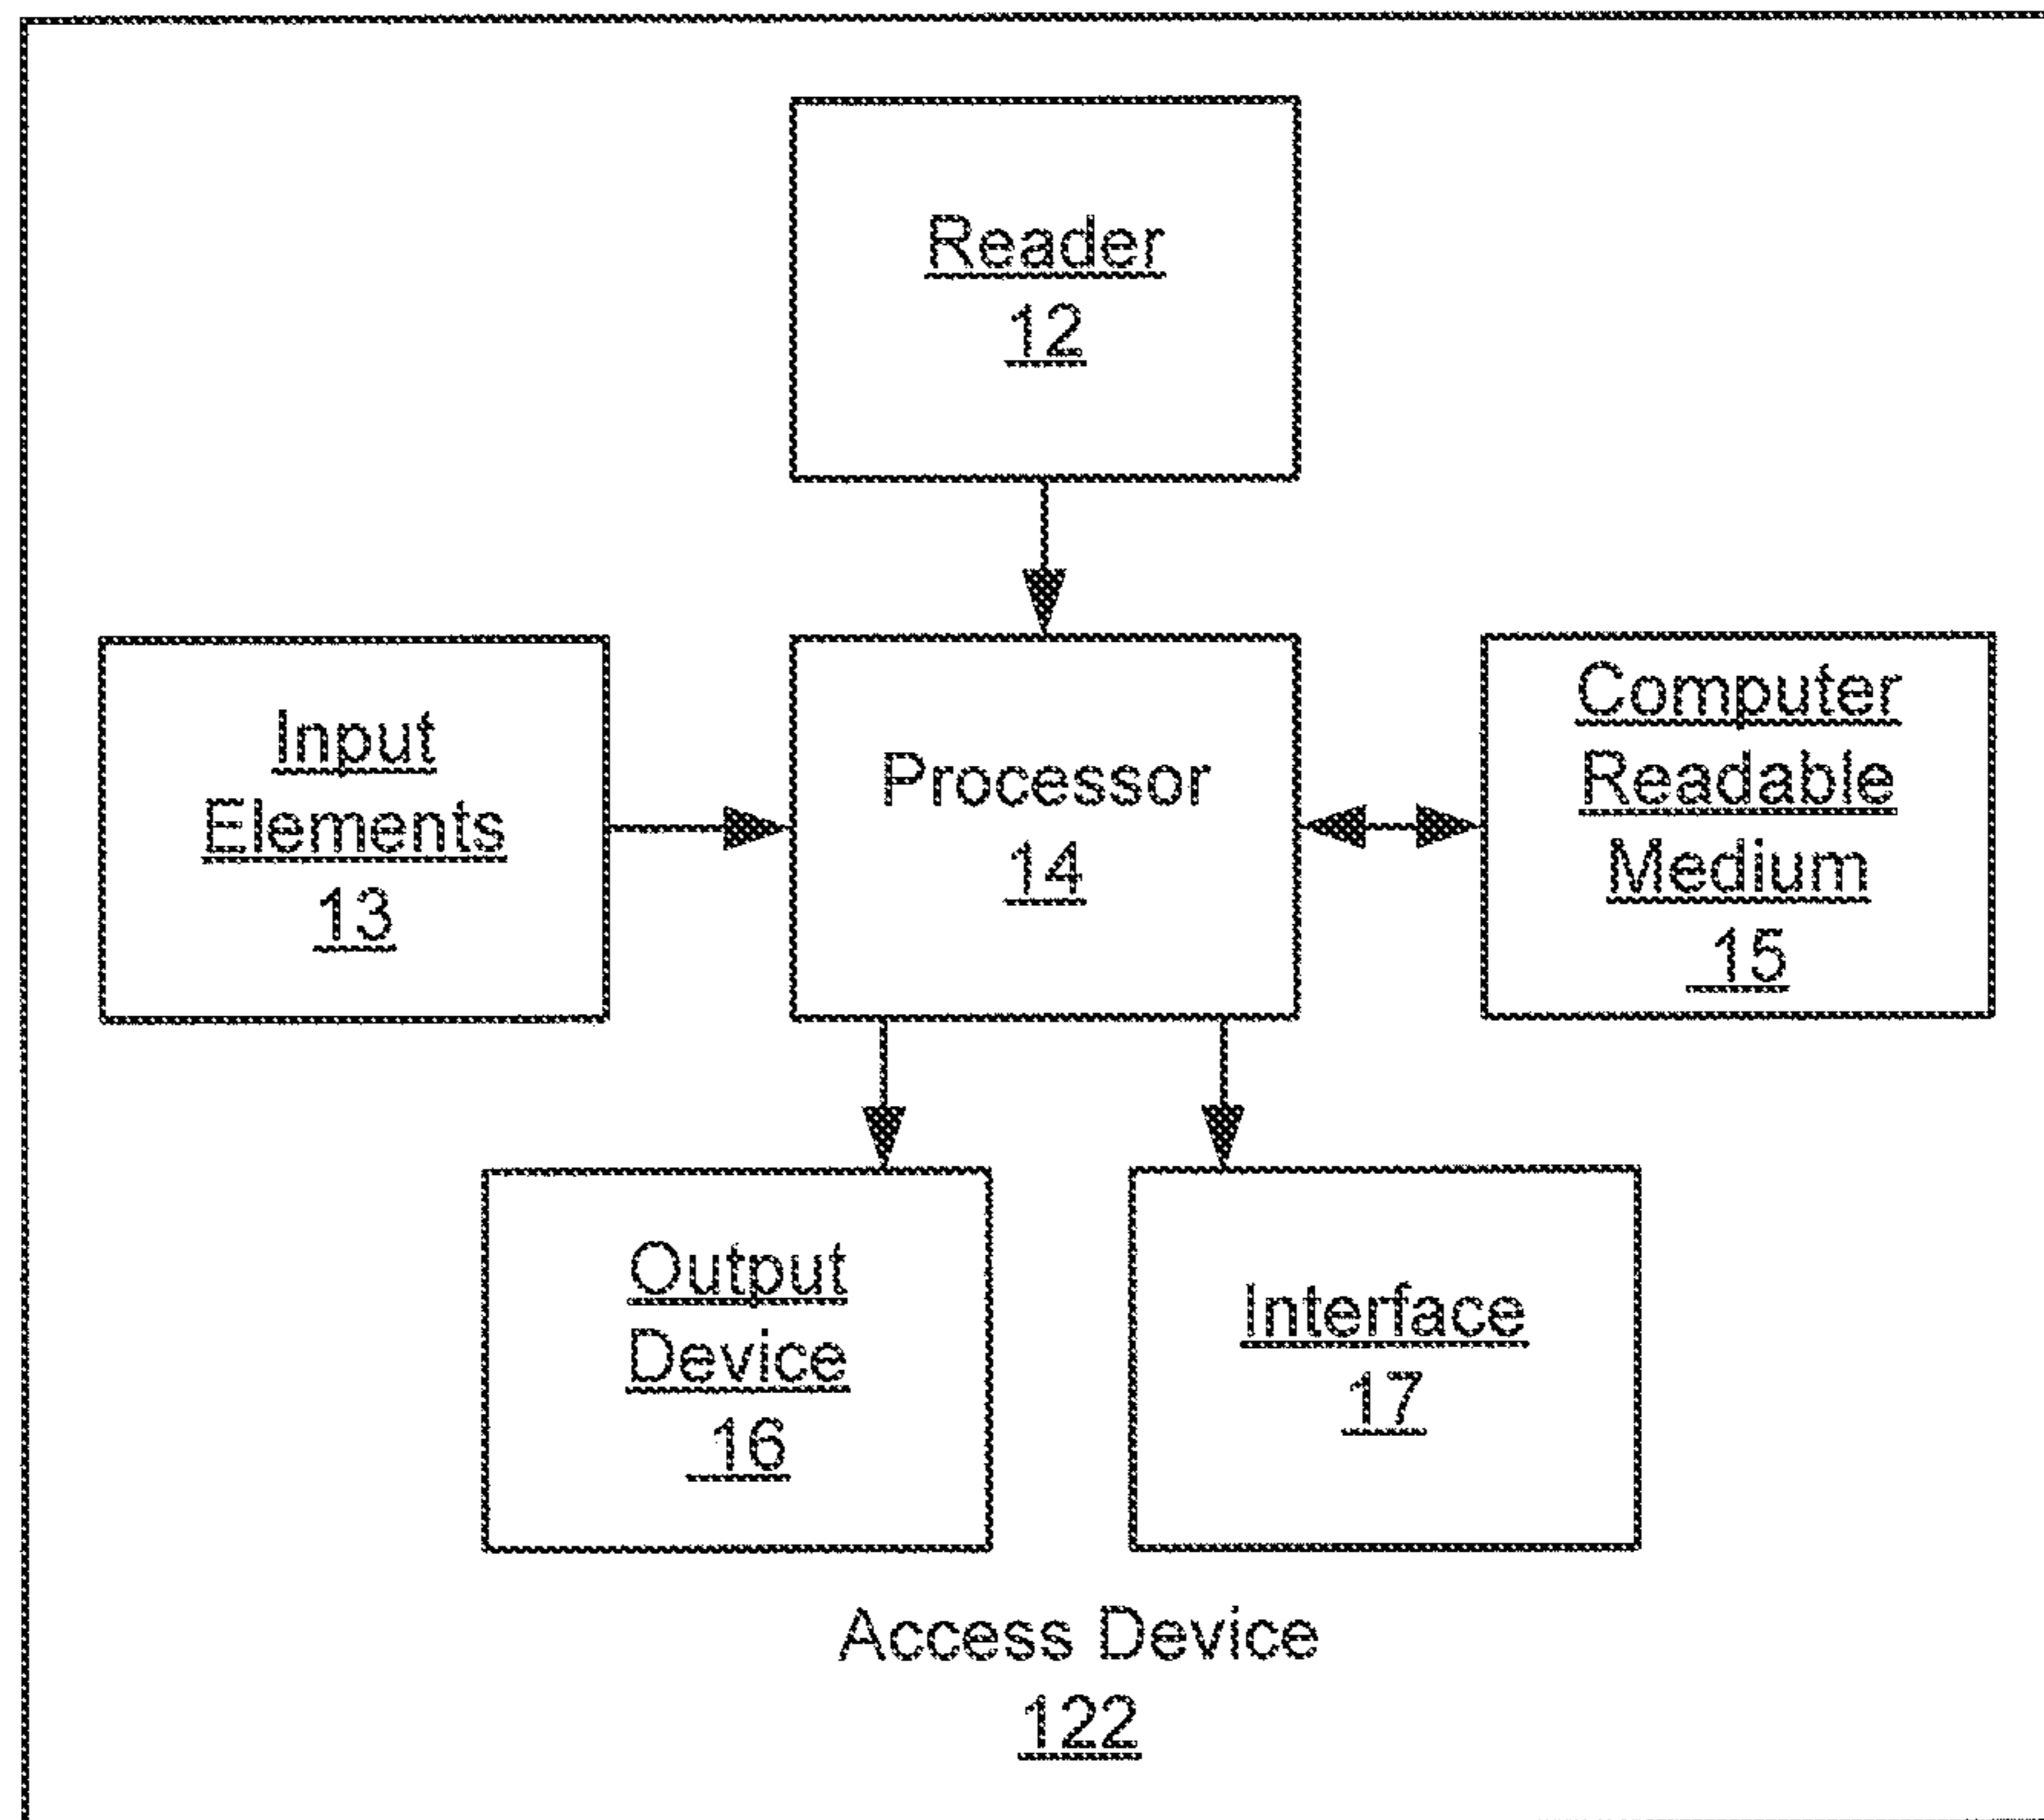 Reader
12
Input
Elements
13
Processor
14
Computer
Readable
Medium
15
Output
Device
16
Interface
17
Access Device
122